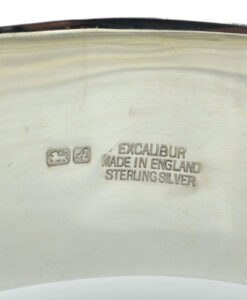 EXCALIBUR
MADE IN ENGLAND
STERLING SILVER